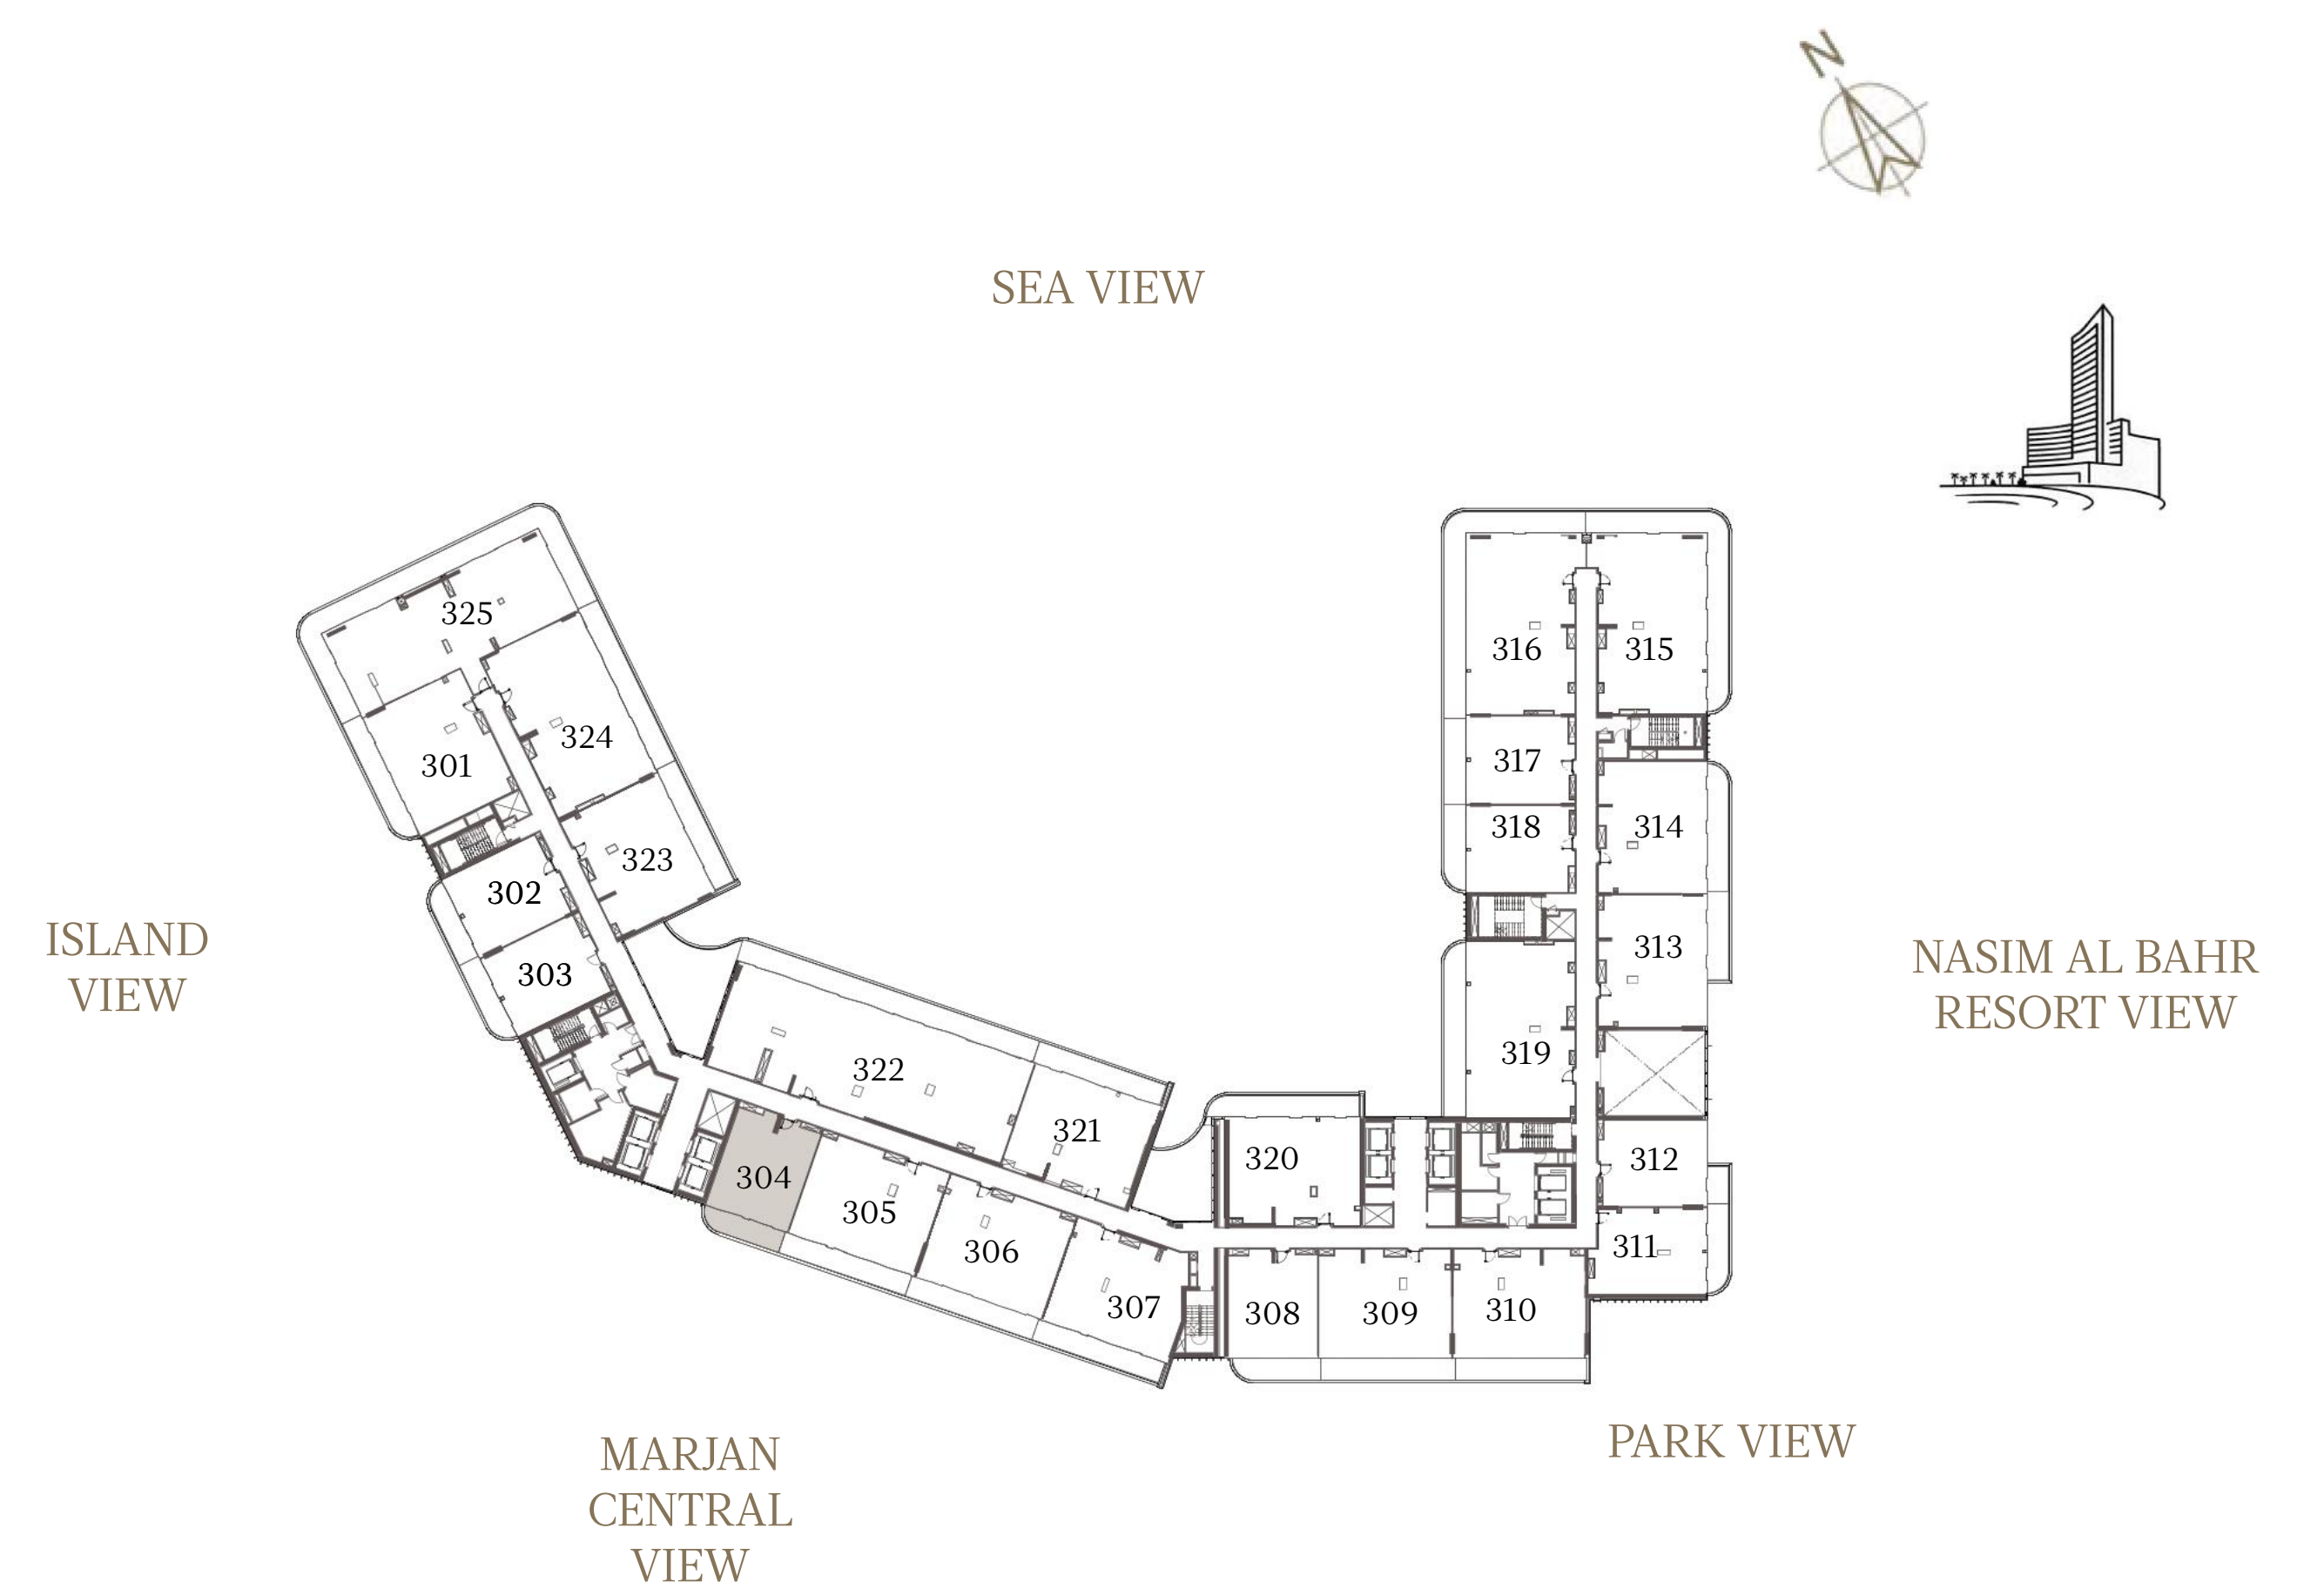 N
SEA VIEW
325
316
315
324
301
317
318
314
323
302
ISLAND
VIEW
303
313
NASIM AL BAHR
RESORT VIEW
322
319
321
304
320
312
305
306
311
307
308
309
310
MARJAN
CENTRAL
VIEW
PARK VIEW